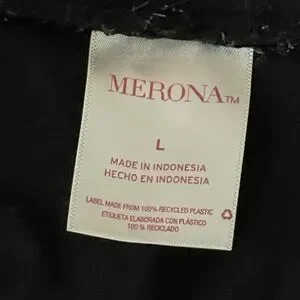 MERONA™
L
MADE IN INDONESIA
HECHO EN INDONESIA
LABEL MADE FROM 100% RECYCLED PLASTIC
ETIQUETA ELABORADA CON PLÁSTICO
100% RECICLADO